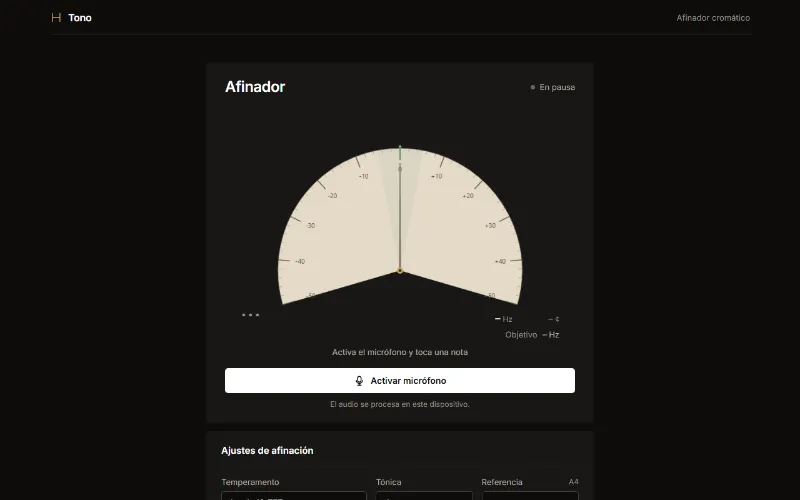 Tono
Afinador cromático
Afinador
En pausa
0
-10
+10
-20
+20
-30
+30
-40
+40
– Hz
– ¢
Objetivo – Hz
Activa el micrófono y toca una nota
Activar micrófono
El audio se procesa en este dispositivo.
Ajustes de afinación
Temperamento
Tónica
Referencia
A4